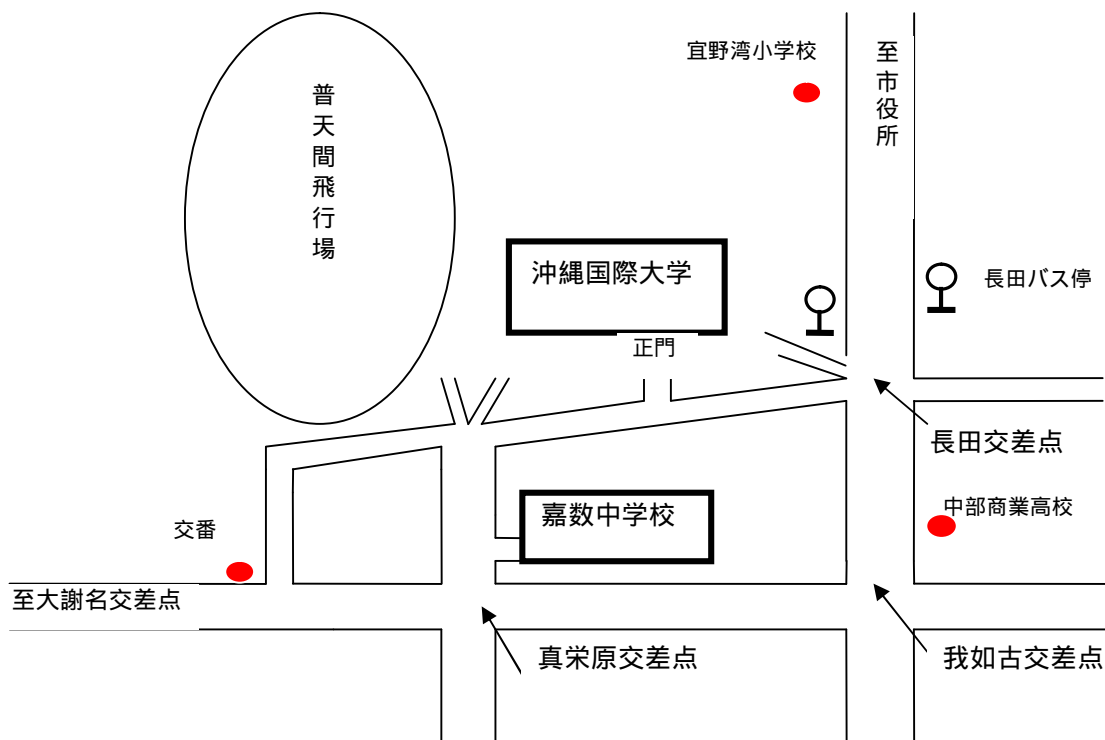 宜野湾小学校
至市役所
普天間飛行場
沖縄国際大学
長田バス停
正門
長田交差点
中部商業高校
嘉数中学校
交番
至大謝名交差点
真栄原交差点
我如古交差点